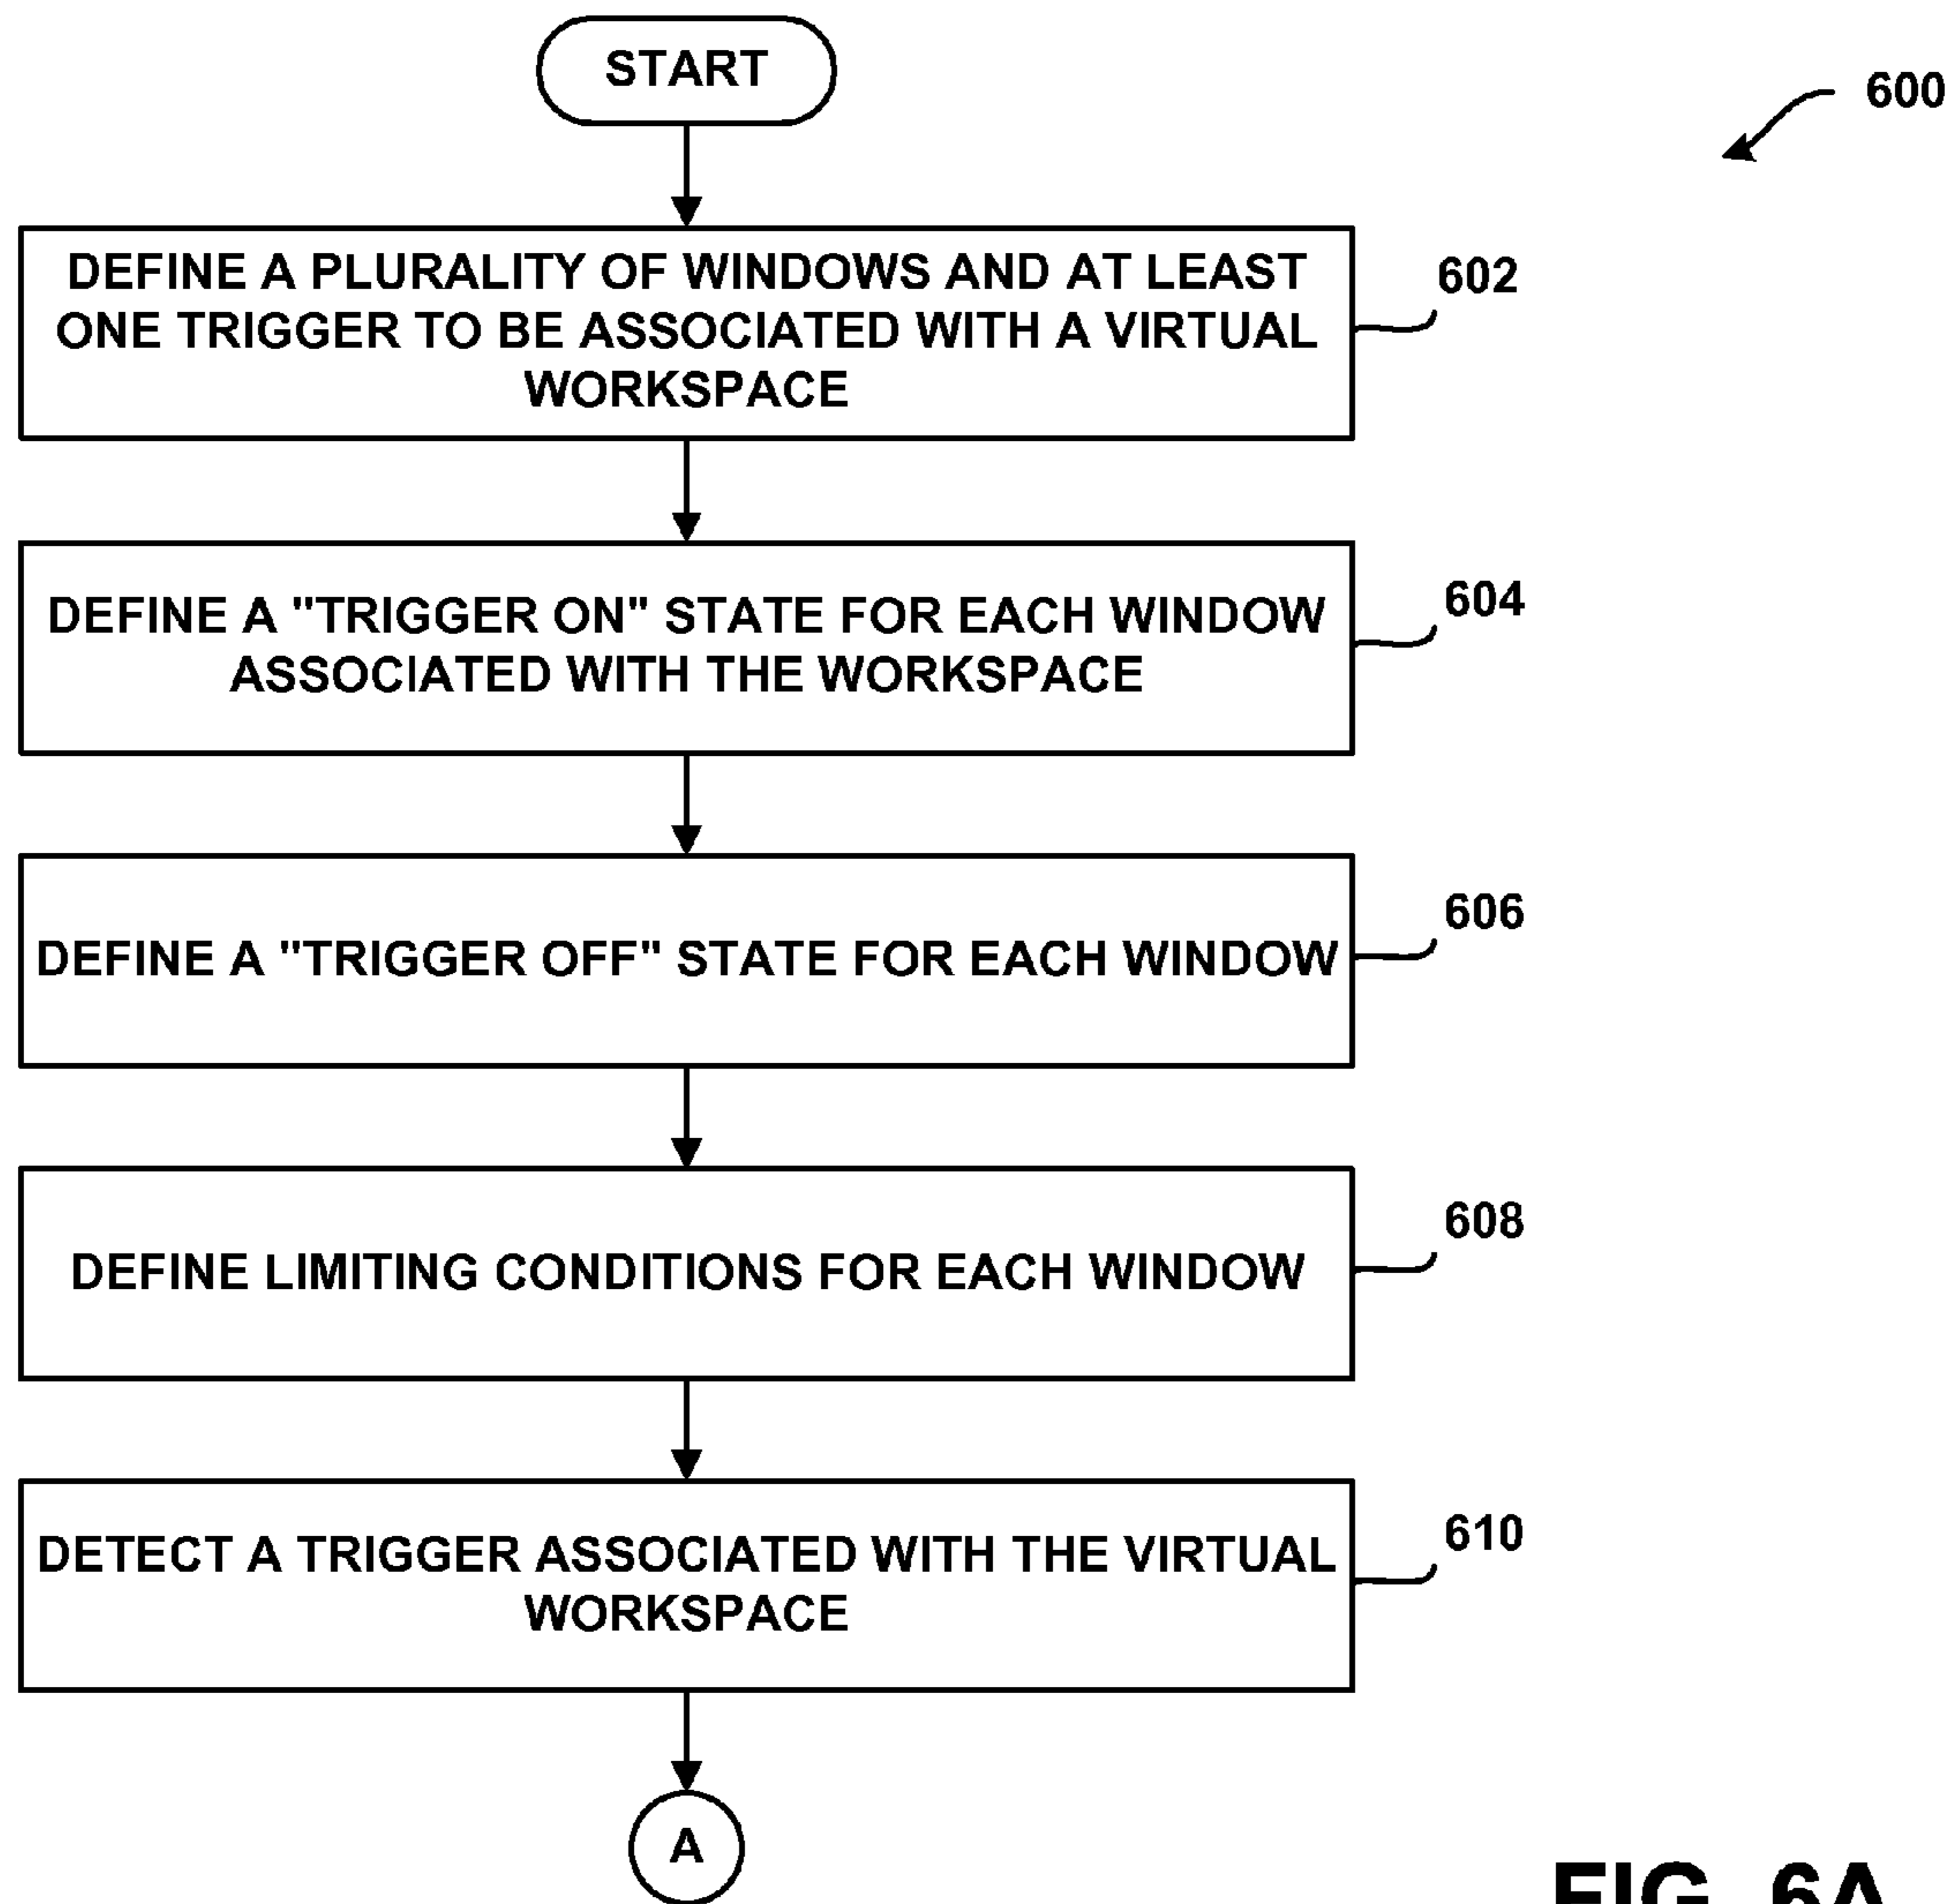 START
600
DEFINE A PLURALITY OF WINDOWS AND AT LEAST
ONE TRIGGER TO BE ASSOCIATED WITH A VIRTUAL
WORKSPACE
602
DEFINE A "TRIGGER ON" STATE FOR EACH WINDOW
ASSOCIATED WITH THE WORKSPACE
604
DEFINE A "TRIGGER OFF" STATE FOR EACH WINDOW
606
DEFINE LIMITING CONDITIONS FOR EACH WINDOW
608
DETECT A TRIGGER ASSOCIATED WITH THE VIRTUAL
WORKSPACE
610
A
FIG. 6A